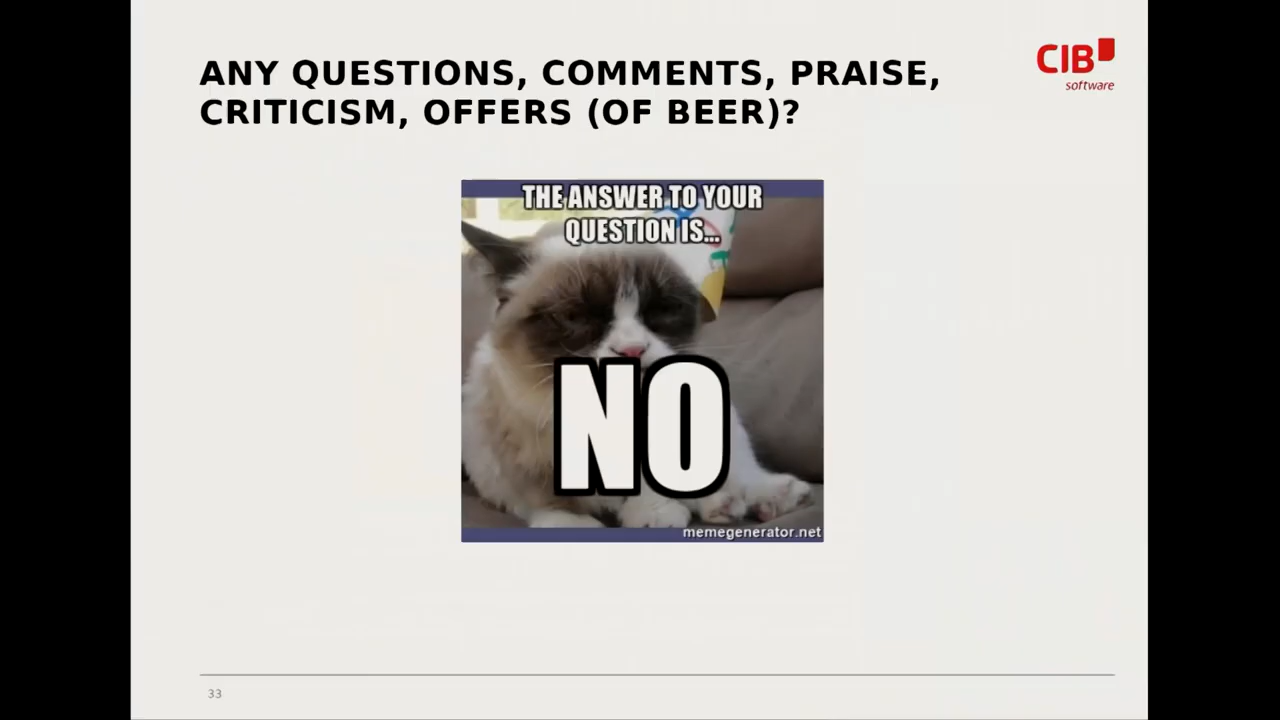 ANY QUESTIONS, COMMENTS, PRAISE,
CRITICISM, OFFERS (OF BEER)?
CIB
software
THE ANSWER TO YOUR
QUESTION IS...
NO
memegenerator.net
33